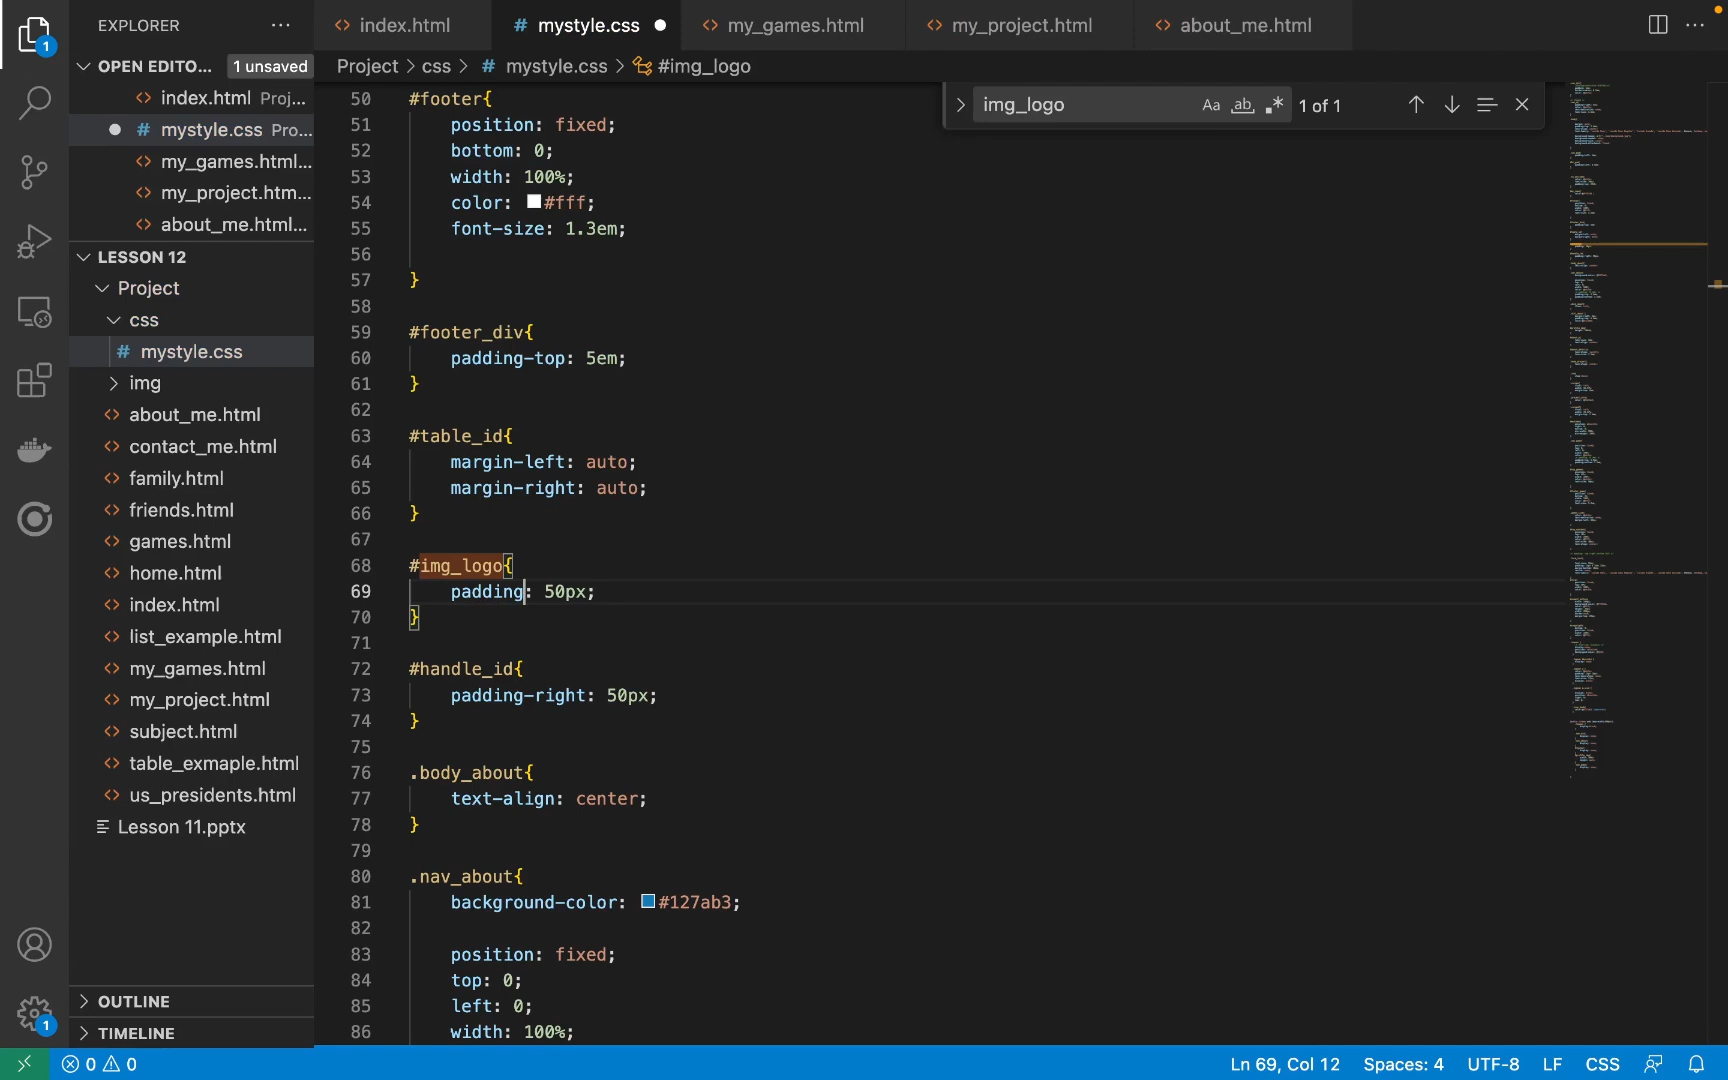 EXPLORER
index.html
mystyle.css
my_games.html
my_project.html
about_me.html
OPEN EDITO...
1 unsaved
index.html Proj...
mystyle.css Pro...
my_games.html...
my_project.htm...
about_me.html...
LESSON 12
Project
css
mystyle.css
img
about_me.html
contact_me.html
family.html
friends.html
games.html
home.html
index.html
list_example.html
my_games.html
my_project.html
subject.html
table_exmaple.html
us_presidents.html
Lesson 11.pptx
OUTLINE
TIMELINE
Project > css > # mystyle.css > #img_logo
img_logo
Aa ab
1 of 1
50 #footer{
51 position: fixed;
52 bottom: 0;
53 width: 100%;
54 color: #fff;
55 font-size: 1.3em;
56
57 }
58
59 #footer_div{
60 padding-top: 5em;
61 }
62
63 #table_id{
64 margin-left: auto;
65 margin-right: auto;
66 }
67
68 #img_logo{
69 padding: 50px;
70 }
71
72 #handle_id{
73 padding-right: 50px;
74 }
75
76 .body_about{
77 text-align: center;
78 }
79
80 .nav_about{
81 background-color: #127ab3;
82
83 position: fixed;
84 top: 0;
85 left: 0;
86 width: 100%;
1
1
0 0
Ln 69, Col 12
Spaces: 4
UTF-8
LF
CSS